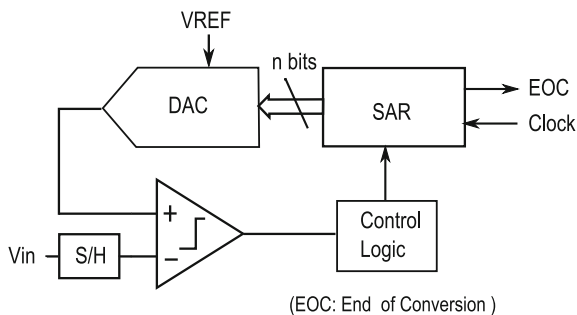 VREF
n bits
DAC
SAR
EOC
Clock
+
−
Vin
S/H
Control
Logic
(EOC: End of Conversion )